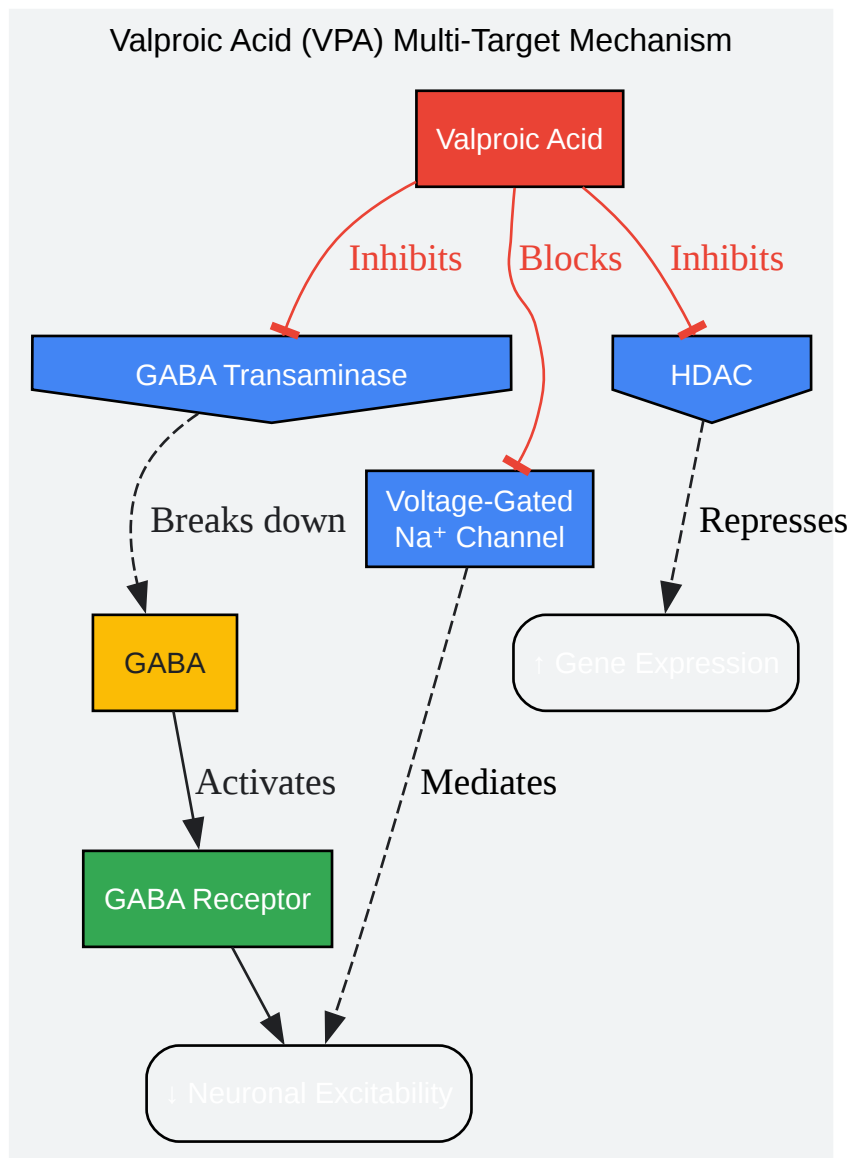 Valproic Acid (VPA) Multi-Target Mechanism
Valproic Acid
Inhibits
Blocks
Inhibits
GABA Transaminase
HDAC
Voltage-Gated
Na⁺ Channel
Breaks down
Represses
GABA
↑ Gene Expression
Activates
Mediates
GABA Receptor
↓ Neuronal Excitability